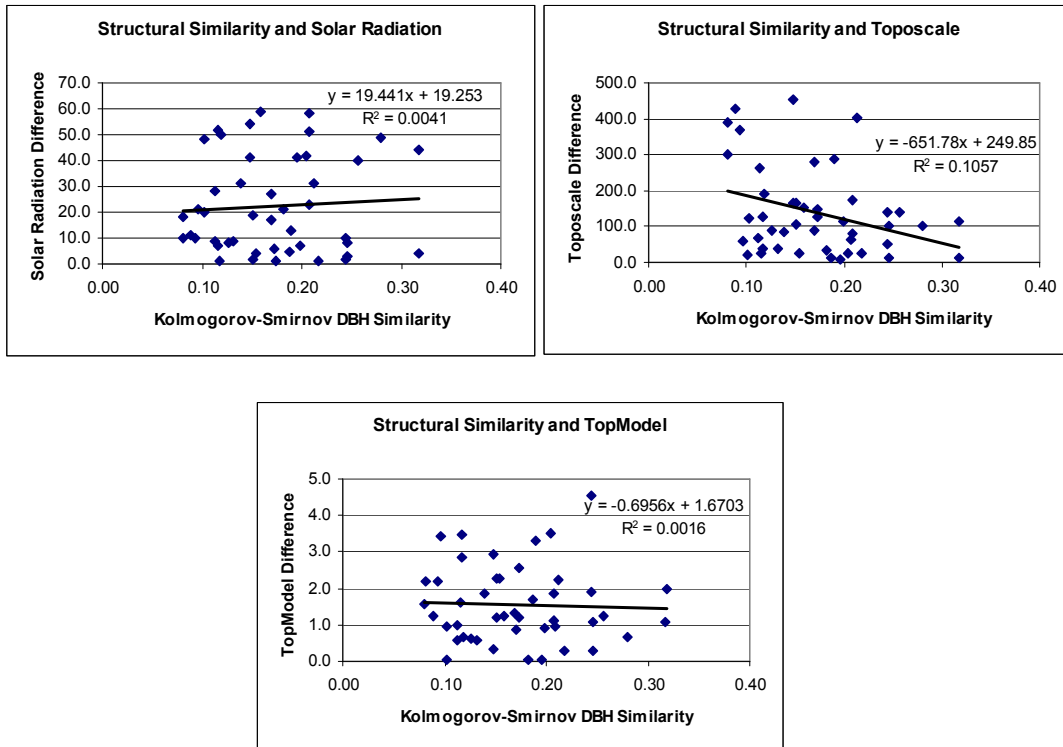 Structural Similarity and Solar Radiation
70.0
60.0
50.0
40.0
30.0
20.0
10.0
0.0
Solar Radiation Difference
y = 19.441x + 19.253
R² = 0.0041
0.00 0.10 0.20 0.30 0.40
Kolmogorov-Smirnov DBH Similarity
Structural Similarity and Toposcale
500.0
400.0
300.0
200.0
100.0
0.0
Toposcale Difference
y = -651.78x + 249.85
R² = 0.1057
0.00 0.10 0.20 0.30 0.40
Kolmogorov-Smirnov DBH Similarity
Structural Similarity and TopModel
5.0
4.0
3.0
2.0
1.0
0.0
TopModel Difference
y = -0.6956x + 1.6703
R² = 0.0016
0.00 0.10 0.20 0.30 0.40
Kolmogorov-Smirnov DBH Similarity